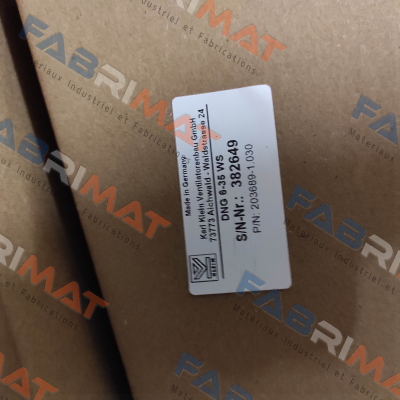 Made in Germany
Karl Klein Ventilatorenbau GmbH
73773 Aichwald - Waldstrasse 24
DNG 6-35 WS
S/N-Nr.: 382649
P/N: 203689-1.030
FABRIMAT
Matériaux Industriel et Fabrications